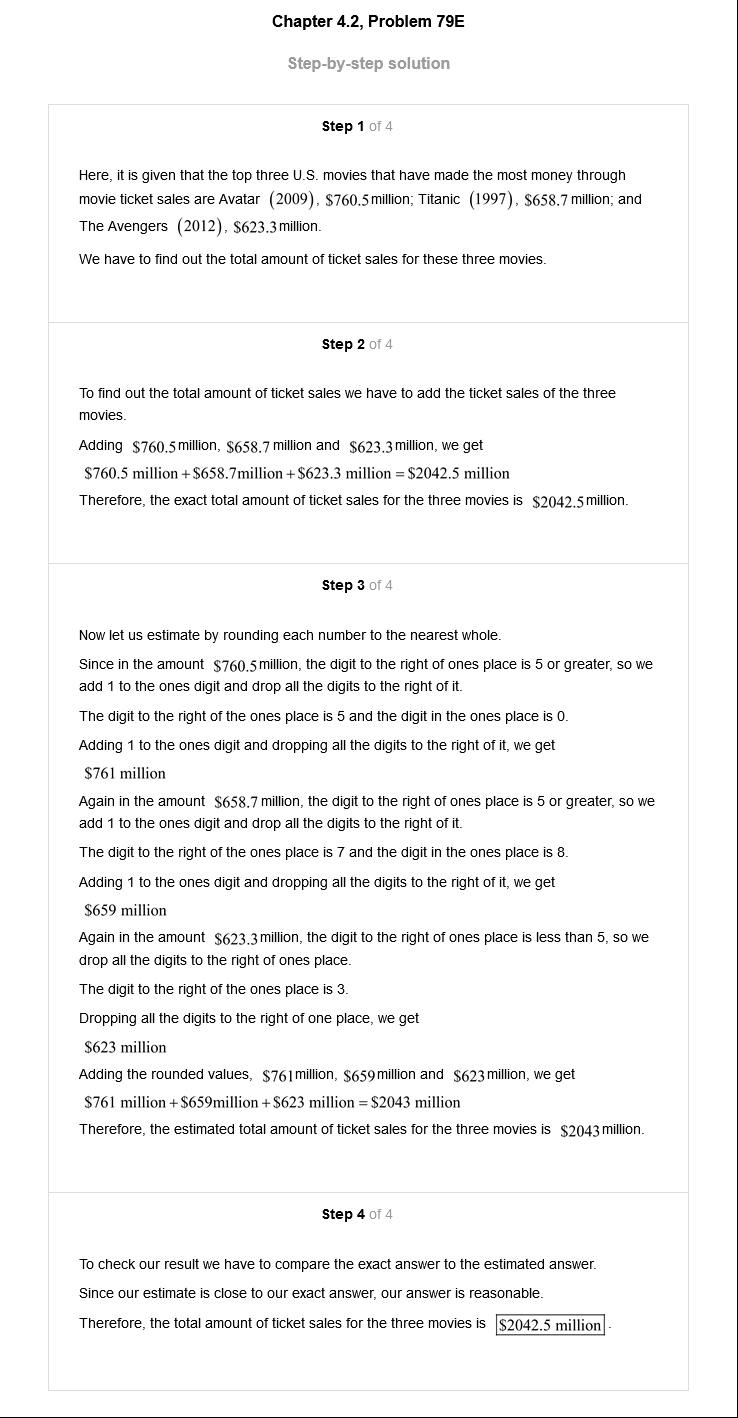 Chapter 4.2, Problem 79E
Step-by-step solution
Step 1 of 4
Here, it is given that the top three U.S. movies that have made the most money through
movie ticket sales are Avatar (2009), $760.5 million; Titanic (1997), $658.7 million; and
The Avengers (2012), $623.3 million.
We have to find out the total amount of ticket sales for these three movies.
Step 2 of 4
To find out the total amount of ticket sales we have to add the ticket sales of the three
movies.
Adding $760.5 million, $658.7 million and $623.3 million, we get
$760.5 million + $658.7million + $623.3 million = $2042.5 million
Therefore, the exact total amount of ticket sales for the three movies is $2042.5 million.
Step 3 of 4
Now let us estimate by rounding each number to the nearest whole.
Since in the amount $760.5 million, the digit to the right of ones place is 5 or greater, so we
add 1 to the ones digit and drop all the digits to the right of it.
The digit to the right of the ones place is 5 and the digit in the ones place is 0.
Adding 1 to the ones digit and dropping all the digits to the right of it, we get
$761 million
Again in the amount $658.7 million, the digit to the right of ones place is 5 or greater, so we
add 1 to the ones digit and drop all the digits to the right of it.
The digit to the right of the ones place is 7 and the digit in the ones place is 8.
Adding 1 to the ones digit and dropping all the digits to the right of it, we get
$659 million
Again in the amount $623.3 million, the digit to the right of ones place is less than 5, so we
drop all the digits to the right of ones place.
The digit to the right of the ones place is 3.
Dropping all the digits to the right of one place, we get
$623 million
Adding the rounded values, $761 million, $659 million and $623 million, we get
$761 million + $659million + $623 million = $2043 million
Therefore, the estimated total amount of ticket sales for the three movies is $2043 million.
Step 4 of 4
To check our result we have to compare the exact answer to the estimated answer.
Since our estimate is close to our exact answer, our answer is reasonable.
Therefore, the total amount of ticket sales for the three movies is $2042.5 million.